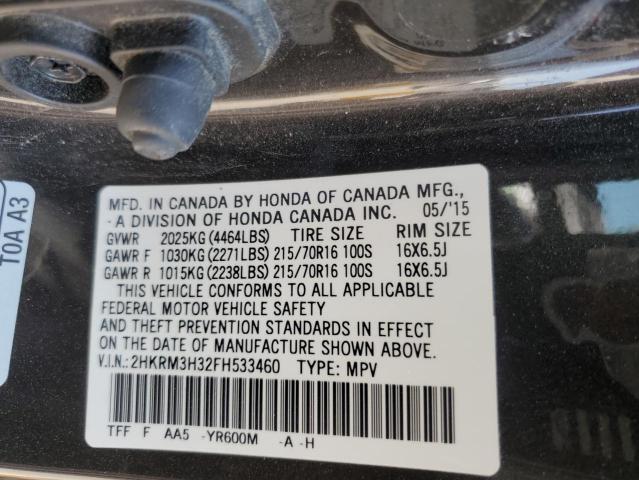 MFD. IN CANADA BY HONDA OF CANADA MFG.,
-A DIVISION OF HONDA CANADA INC. 05/'15
GVWR 2025KG (4464LBS) TIRE SIZE RIM SIZE
GAWR F 1030KG (2271LBS) 215/70R16 100S 16X6.5J
GAWR R 1015KG (2238LBS) 215/70R16 100S 16X6.5J
THIS VEHICLE CONFORMS TO ALL APPLICABLE
FEDERAL MOTOR VEHICLE SAFETY
AND THEFT PREVENTION STANDARDS IN EFFECT
ON THE DATE OF MANUFACTURE SHOWN ABOVE.
V.I.N.: 2HKRM3H32FH533460 TYPE: MPV
TFF F AA5 -YR600M -A -H
T0A A3